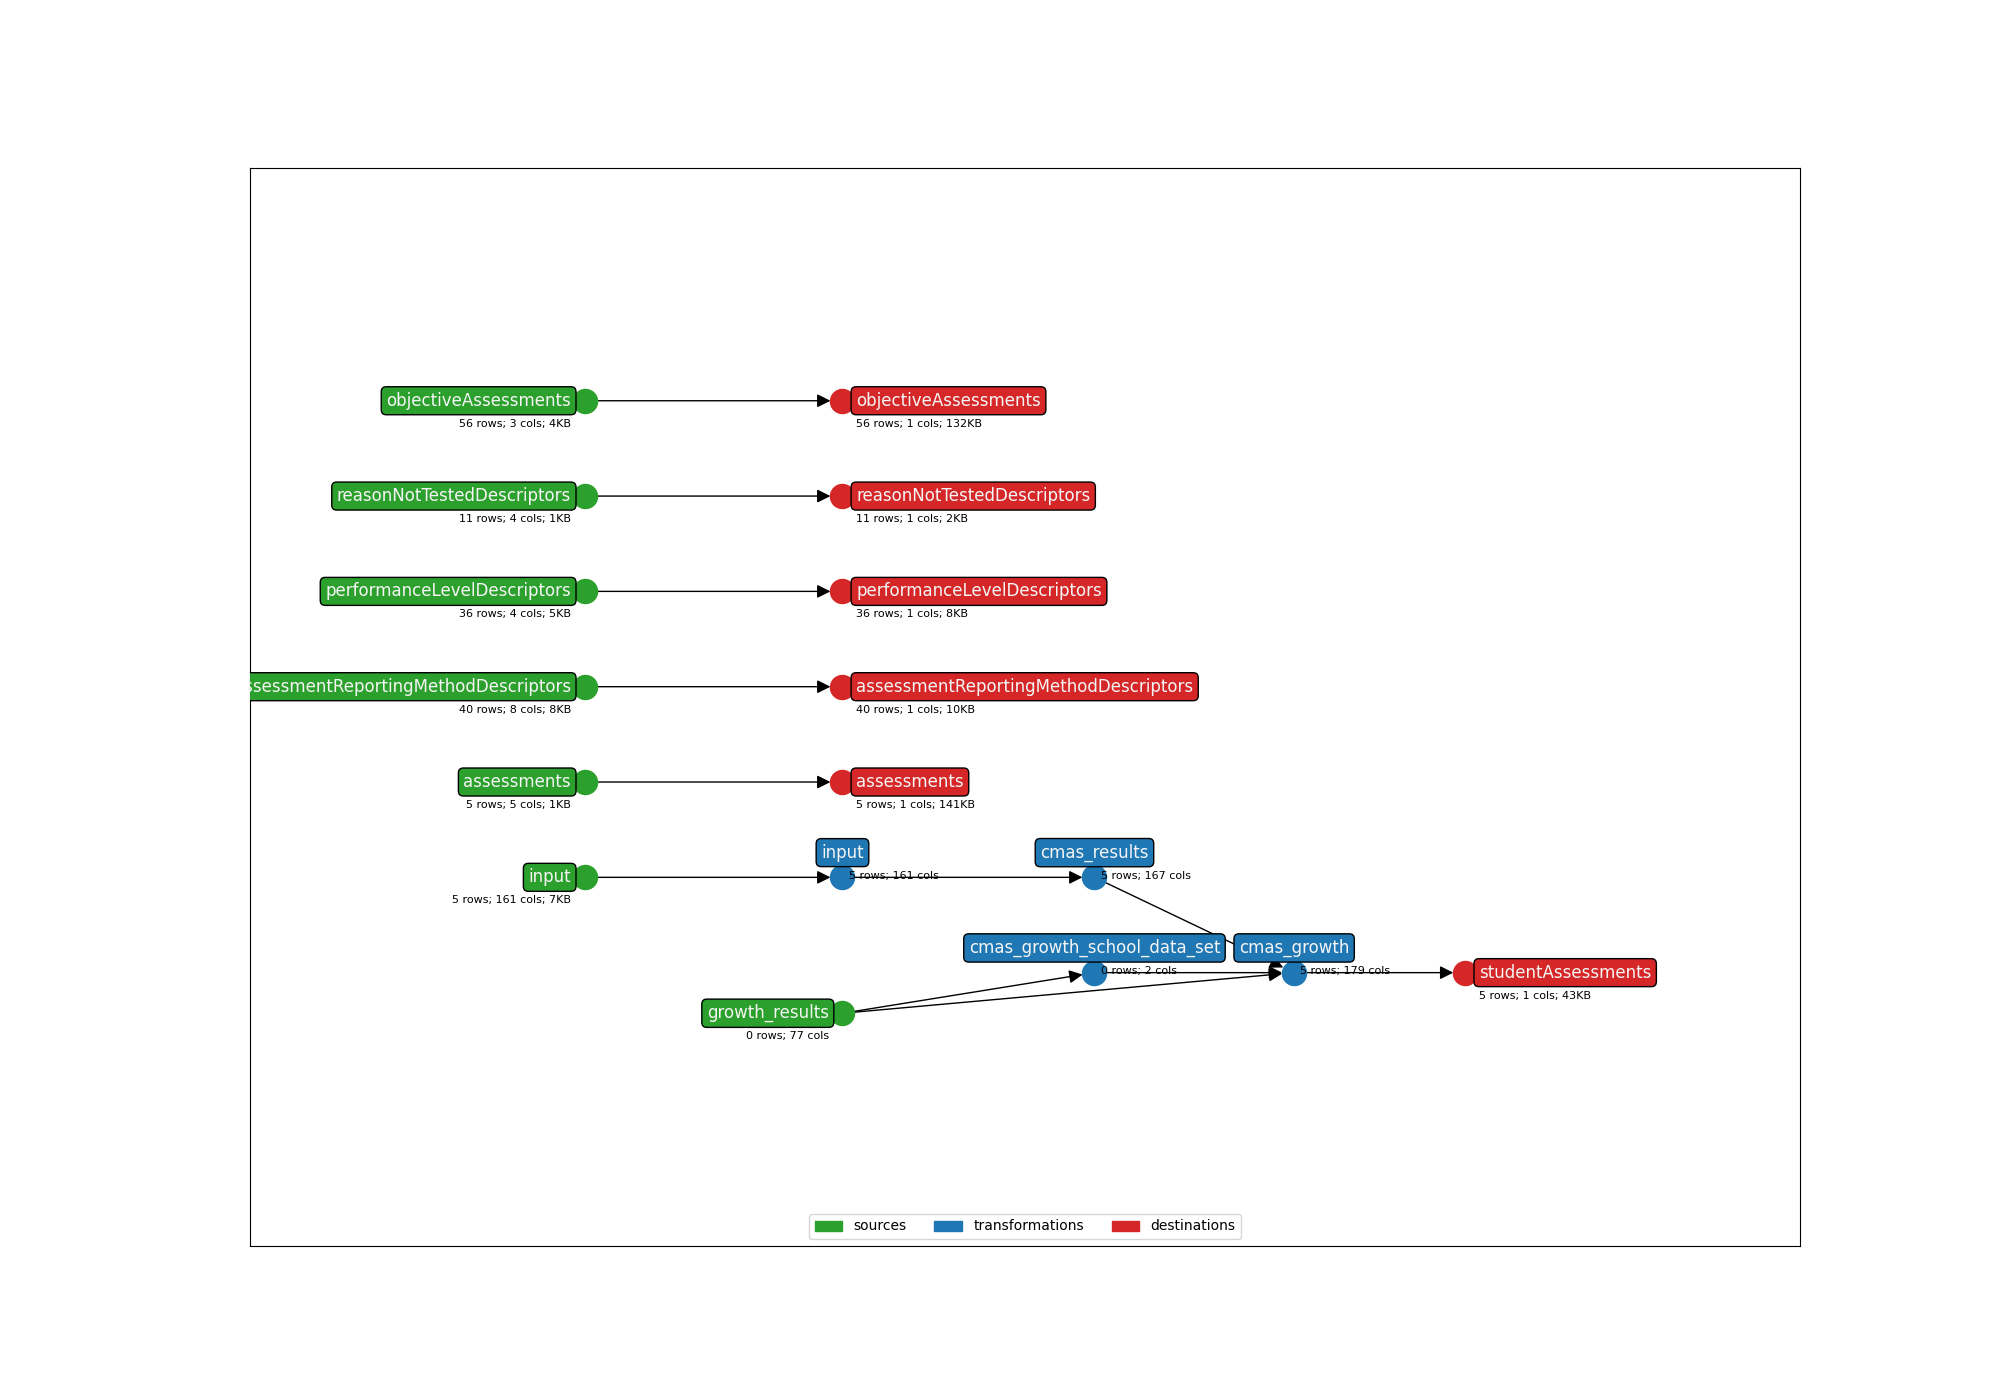 objectiveAssessments
56 rows; 3 cols; 4KB
objectiveAssessments
56 rows; 1 cols; 132KB
reasonNotTestedDescriptors
11 rows; 4 cols; 1KB
reasonNotTestedDescriptors
11 rows; 1 cols; 2KB
performanceLevelDescriptors
36 rows; 4 cols; 5KB
performanceLevelDescriptors
36 rows; 1 cols; 8KB
ssessmentReportingMethodDescriptors
40 rows; 8 cols; 8KB
assessmentReportingMethodDescriptors
40 rows; 1 cols; 10KB
assessments
5 rows; 5 cols; 1KB
assessments
5 rows; 1 cols; 141KB
input
5 rows; 161 cols; 7KB
input
5 rows; 161 cols
cmas_results
5 rows; 167 cols
cmas_growth_school_data_set
0 rows; 2 cols
cmas_growth
5 rows; 179 cols
studentAssessments
5 rows; 1 cols; 43KB
growth_results
0 rows; 77 cols
sources
transformations
destinations